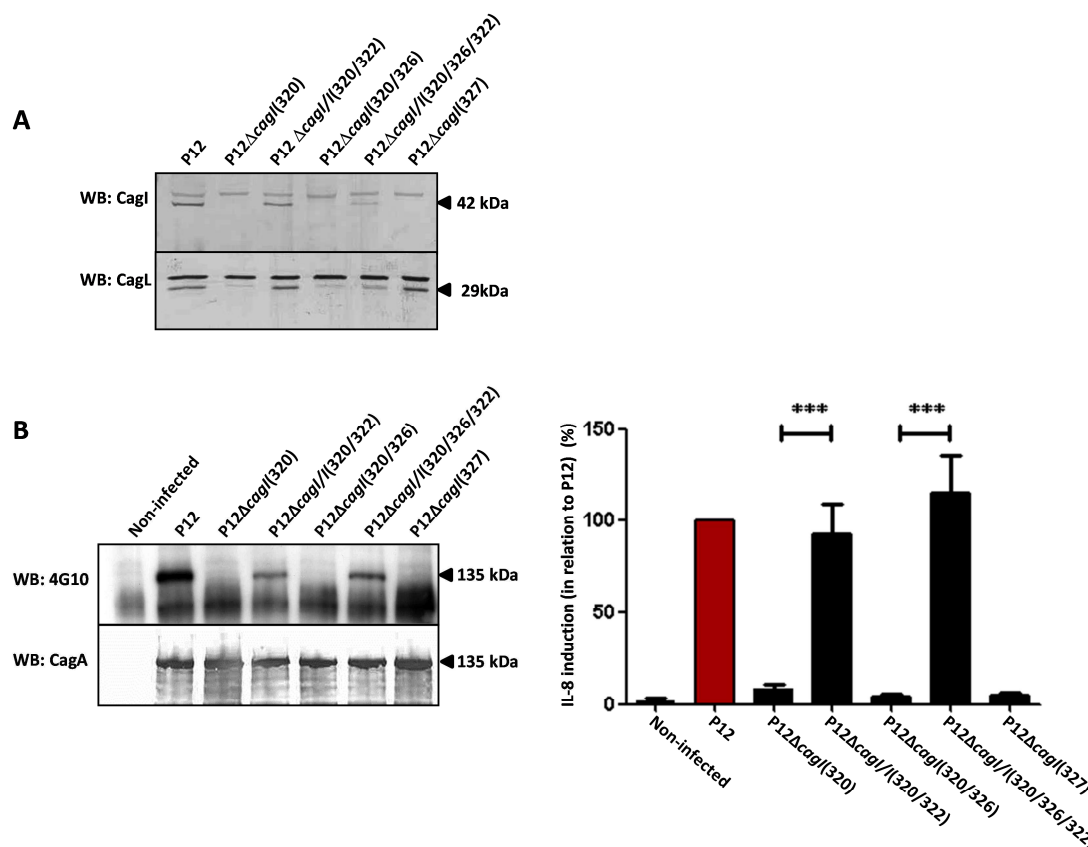 A
P12
P12ΔcagI(320)
P12 ΔcagI/I(320/322)
P12ΔcagI(320/326)
P12ΔcagI/I(320/326/322)
P12ΔcagI(327)
WB: CagI
42 kDa
WB: CagL
29kDa
B
Non-infected
P12
P12ΔcagI(320)
P12ΔcagI/I(320/322)
P12ΔcagI(320/326)
P12ΔcagI/I(320/326/322)
P12ΔcagI(327)
WB: 4G10
135 kDa
WB: CagA
135 kDa
IL-8 induction (in relation to P12) (%)
150
100
50
0
***
***
Non-infected
P12
P12ΔcagI(320)
P12ΔcagI/I(320/322)
P12ΔcagI(320/326)
P12ΔcagI/I(320/326/322
P12ΔcagI(327)